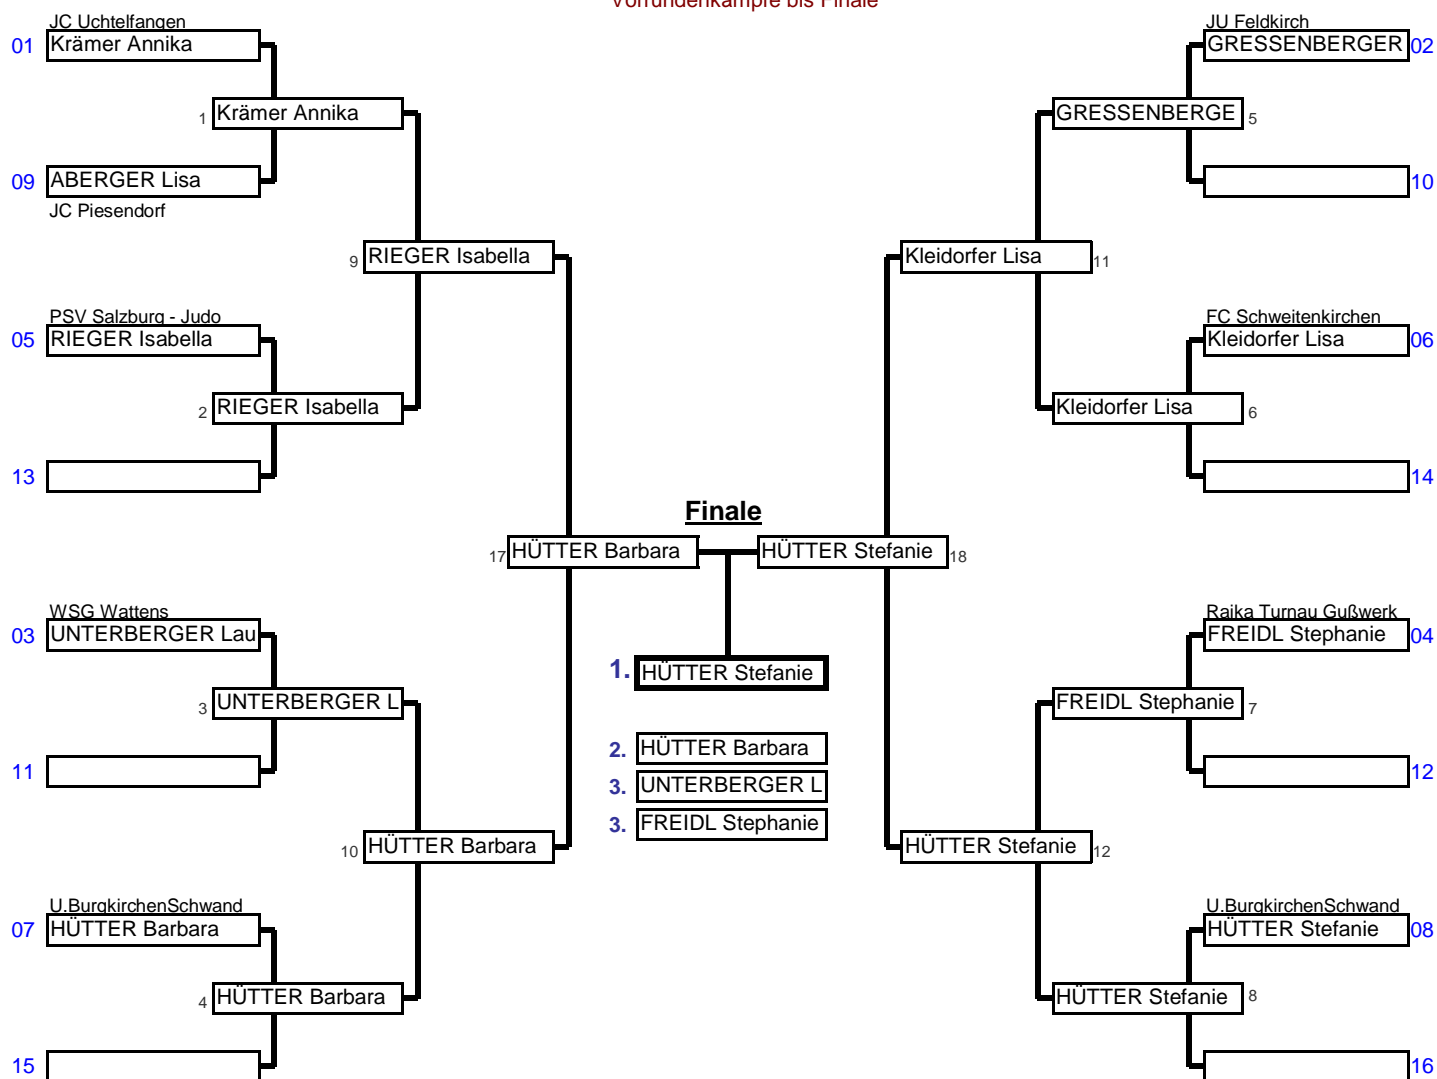 Vorrundenkämpfe bis Finale
JC Uchtelfangen
01 Krämer Annika
1 Krämer Annika
09 ABERGER Lisa
JC Piesendorf
9 RIEGER Isabella
PSV Salzburg - Judo
05 RIEGER Isabella
2 RIEGER Isabella
13
17 HÜTTER Barbara
WSG Wattens
03 UNTERBERGER Lau
3 UNTERBERGER L
11
10 HÜTTER Barbara
U.BurgkirchenSchwand
07 HÜTTER Barbara
4 HÜTTER Barbara
15
Finale
1. HÜTTER Stefanie
2. HÜTTER Barbara
3. UNTERBERGER L
3. FREIDL Stephanie
JU Feldkirch
GRESSENBERGER 02
GRESSENBERGE 5
10
Kleidorfer Lisa 11
FC Schweitenkirchen
Kleidorfer Lisa 06
Kleidorfer Lisa 6
14
HÜTTER Stefanie 18
Raika Turnau Gußwerk
FREIDL Stephanie 04
FREIDL Stephanie 7
12
HÜTTER Stefanie 12
U.BurgkirchenSchwand
HÜTTER Stefanie 08
HÜTTER Stefanie 8
16